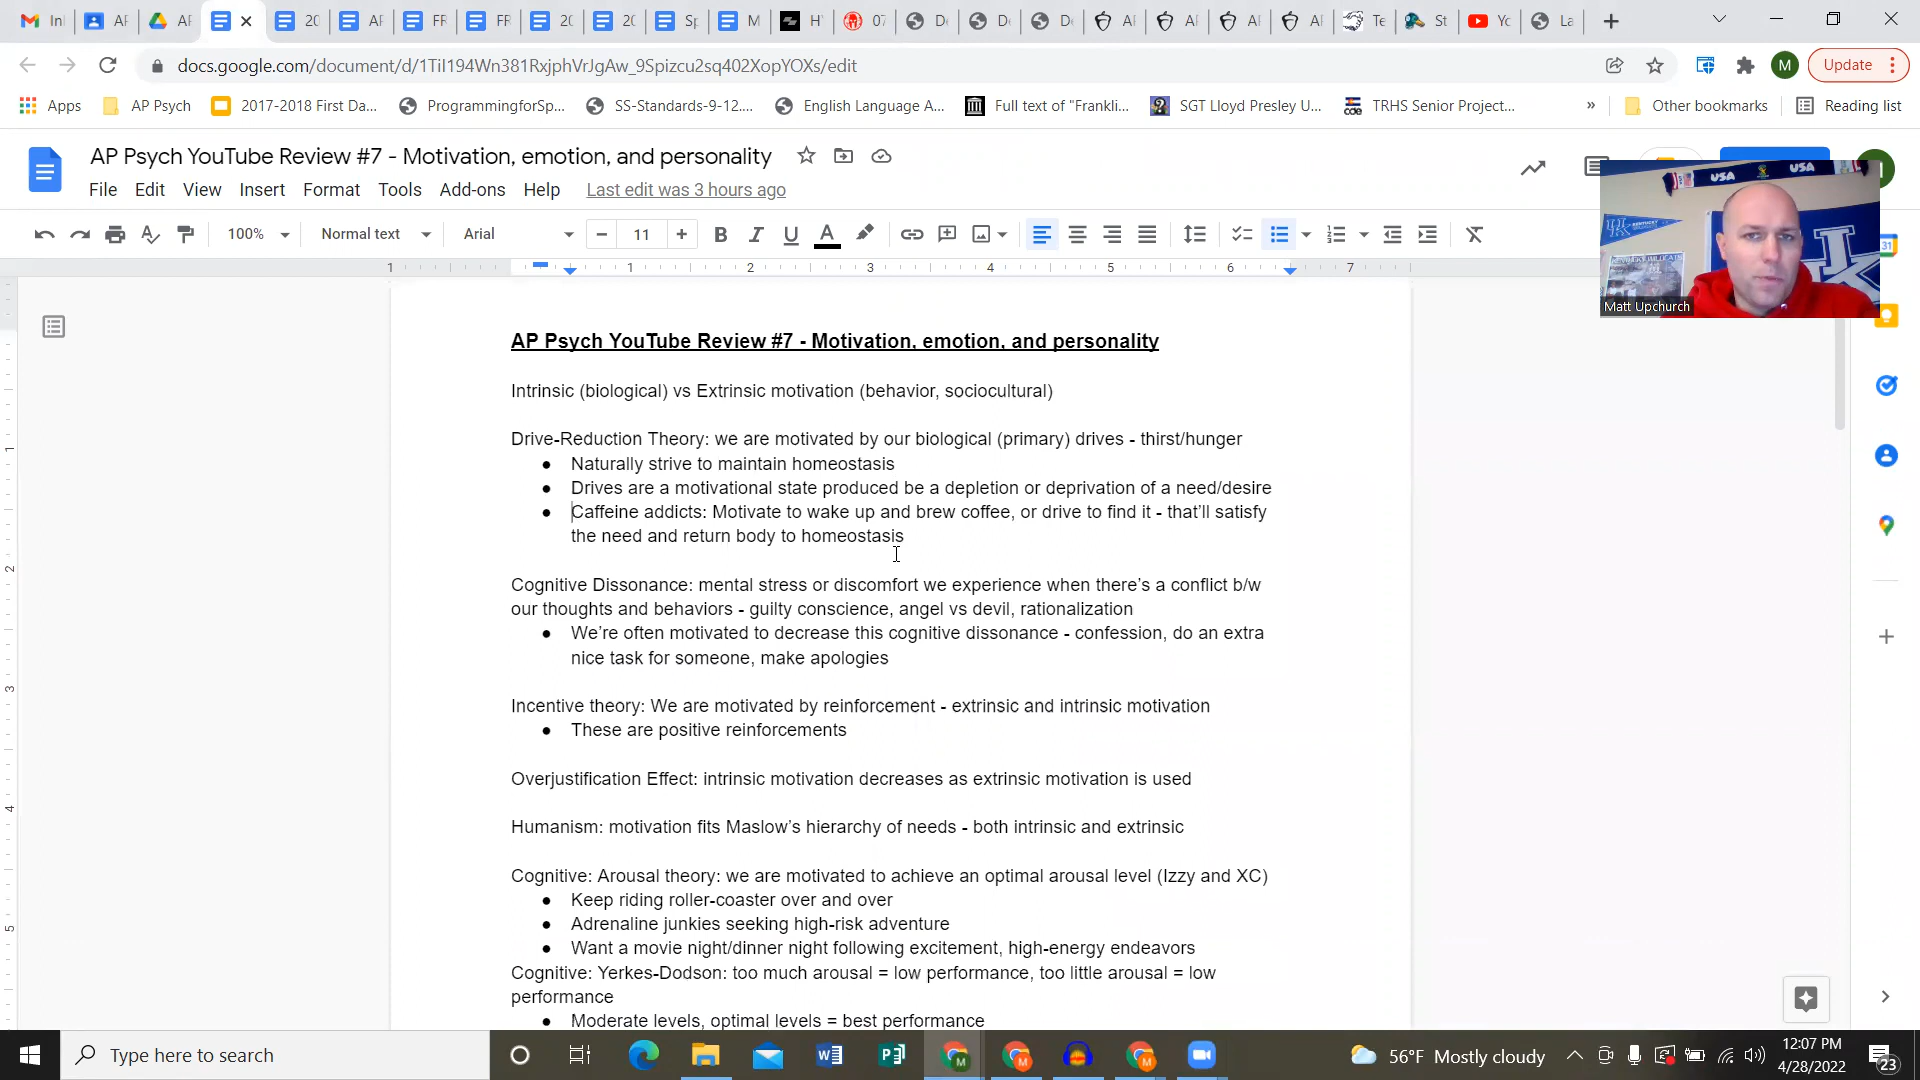 docs.google.com/document/d/1TiI194Wn381RxjphVrJgAw_9Spizcu2sq402XopYOXs/edit
Update
Apps AP Psych 2017-2018 First Da... ProgrammingforSp... SS-Standards-9-12.... English Language A... Full text of "Frankli... SGT Lloyd Presley U... TRHS Senior Project... » Other bookmarks Reading list
AP Psych YouTube Review #7 - Motivation, emotion, and personality
File Edit View Insert Format Tools Add-ons Help Last edit was 3 hours ago
100% Normal text Arial 11
Matt Upchurch
AP Psych YouTube Review #7 - Motivation, emotion, and personality
Intrinsic (biological) vs Extrinsic motivation (behavior, sociocultural)
Drive-Reduction Theory: we are motivated by our biological (primary) drives - thirst/hunger
● Naturally strive to maintain homeostasis
● Drives are a motivational state produced be a depletion or deprivation of a need/desire
● Caffeine addicts: Motivate to wake up and brew coffee, or drive to find it - that'll satisfy
the need and return body to homeostasis
Cognitive Dissonance: mental stress or discomfort we experience when there's a conflict b/w
our thoughts and behaviors - guilty conscience, angel vs devil, rationalization
● We're often motivated to decrease this cognitive dissonance - confession, do an extra
nice task for someone, make apologies
Incentive theory: We are motivated by reinforcement - extrinsic and intrinsic motivation
● These are positive reinforcements
Overjustification Effect: intrinsic motivation decreases as extrinsic motivation is used
Humanism: motivation fits Maslow's hierarchy of needs - both intrinsic and extrinsic
Cognitive: Arousal theory: we are motivated to achieve an optimal arousal level (Izzy and XC)
● Keep riding roller-coaster over and over
● Adrenaline junkies seeking high-risk adventure
● Want a movie night/dinner night following excitement, high-energy endeavors
Cognitive: Yerkes-Dodson: too much arousal = low performance, too little arousal = low
performance
● Moderate levels, optimal levels = best performance
Type here to search
56°F Mostly cloudy
12:07 PM
4/28/2022
23